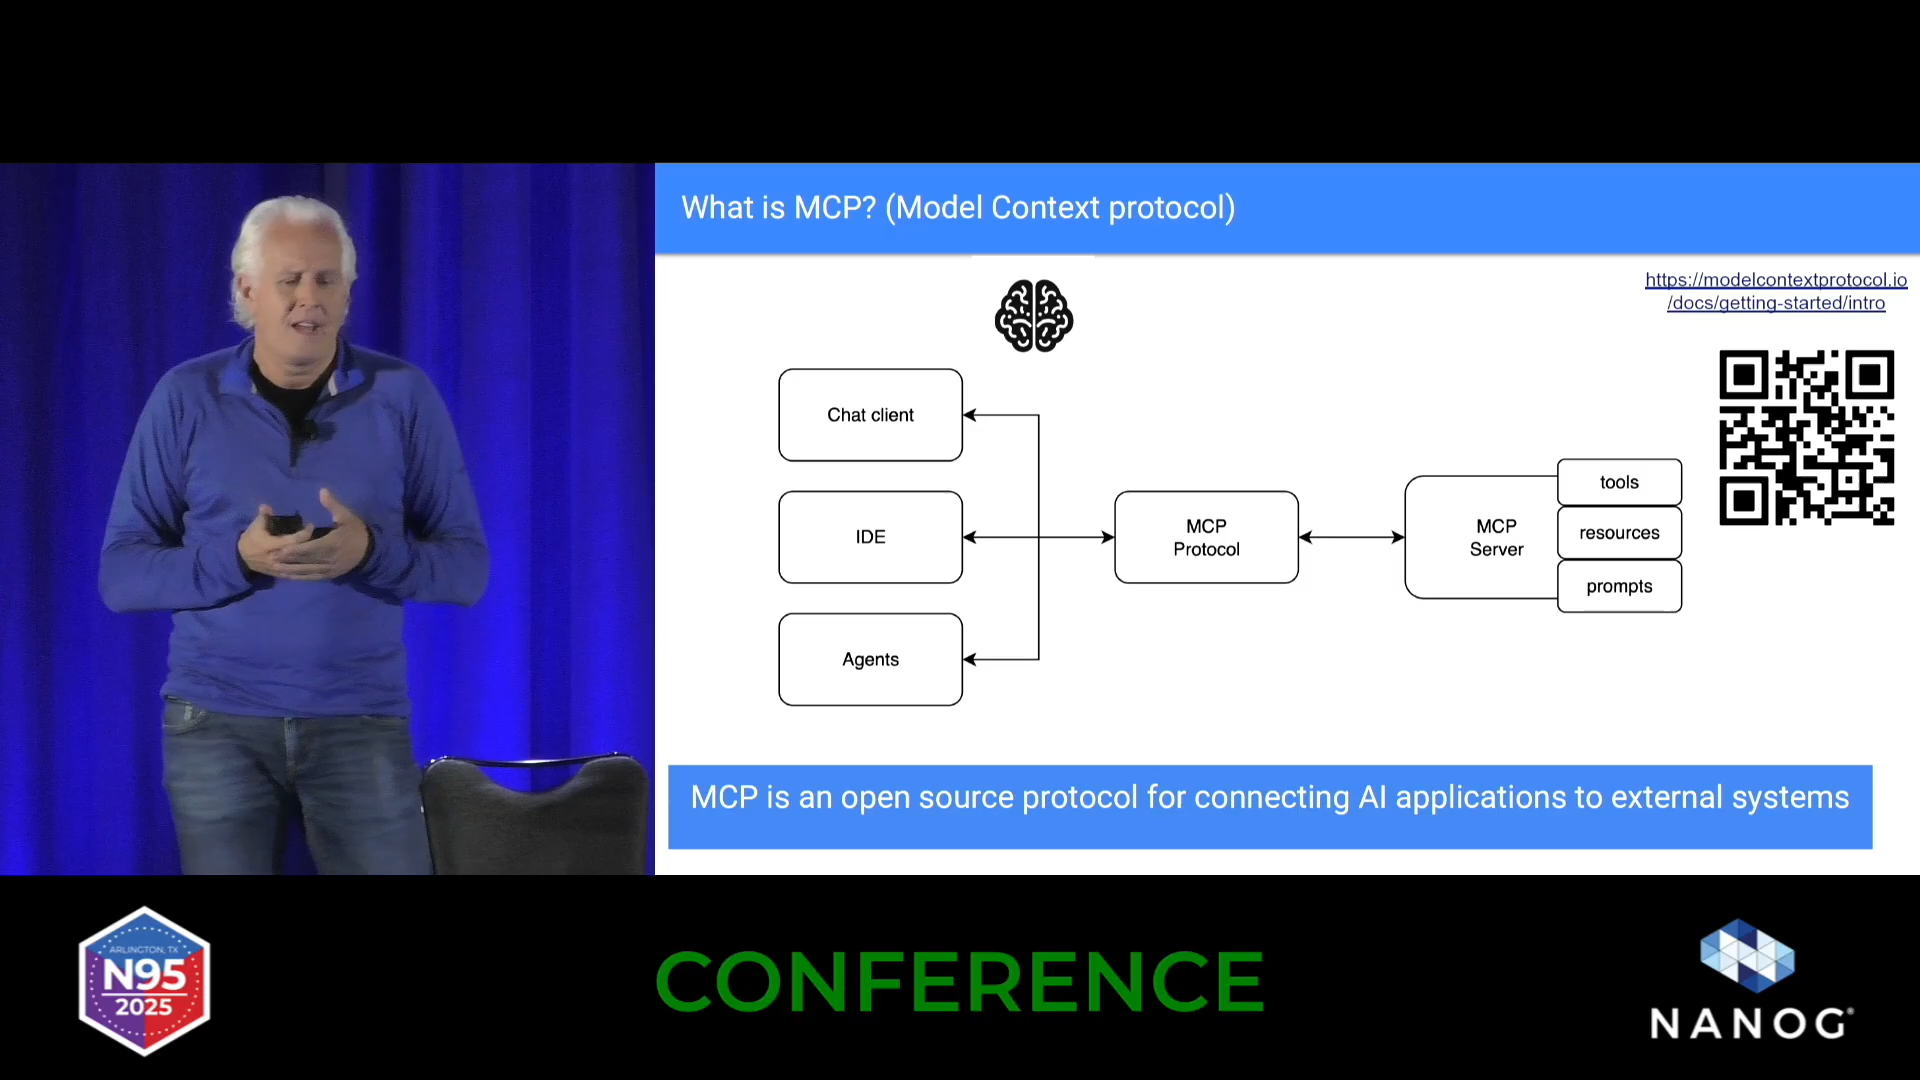 What is MCP? (Model Context protocol)
https://modelcontextprotocol.io
/docs/getting-started/intro
Chat client
IDE
Agents
MCP
Protocol
MCP
Server
tools
resources
prompts
MCP is an open source protocol for connecting AI applications to external systems
ARLINGTON, TX
N95
2025
CONFERENCE
NANOG®